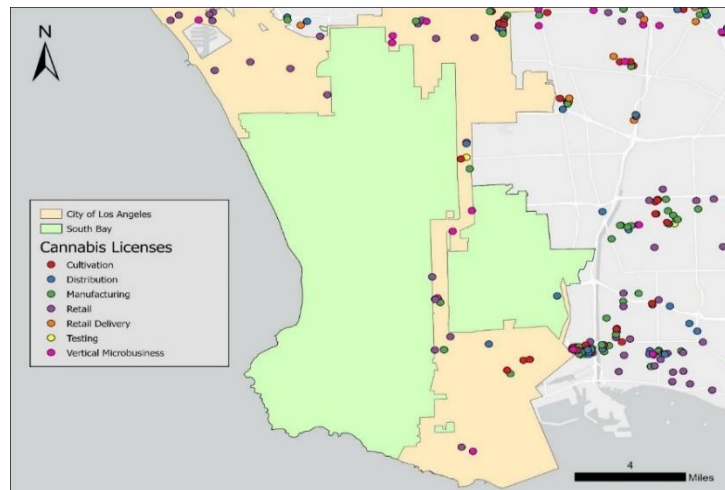 N
City of Los Angeles
South Bay
Cannabis Licenses
Cultivation
Distribution
Manufacturing
Retail
Retail Delivery
Testing
Vertical Microbusiness
4
Miles